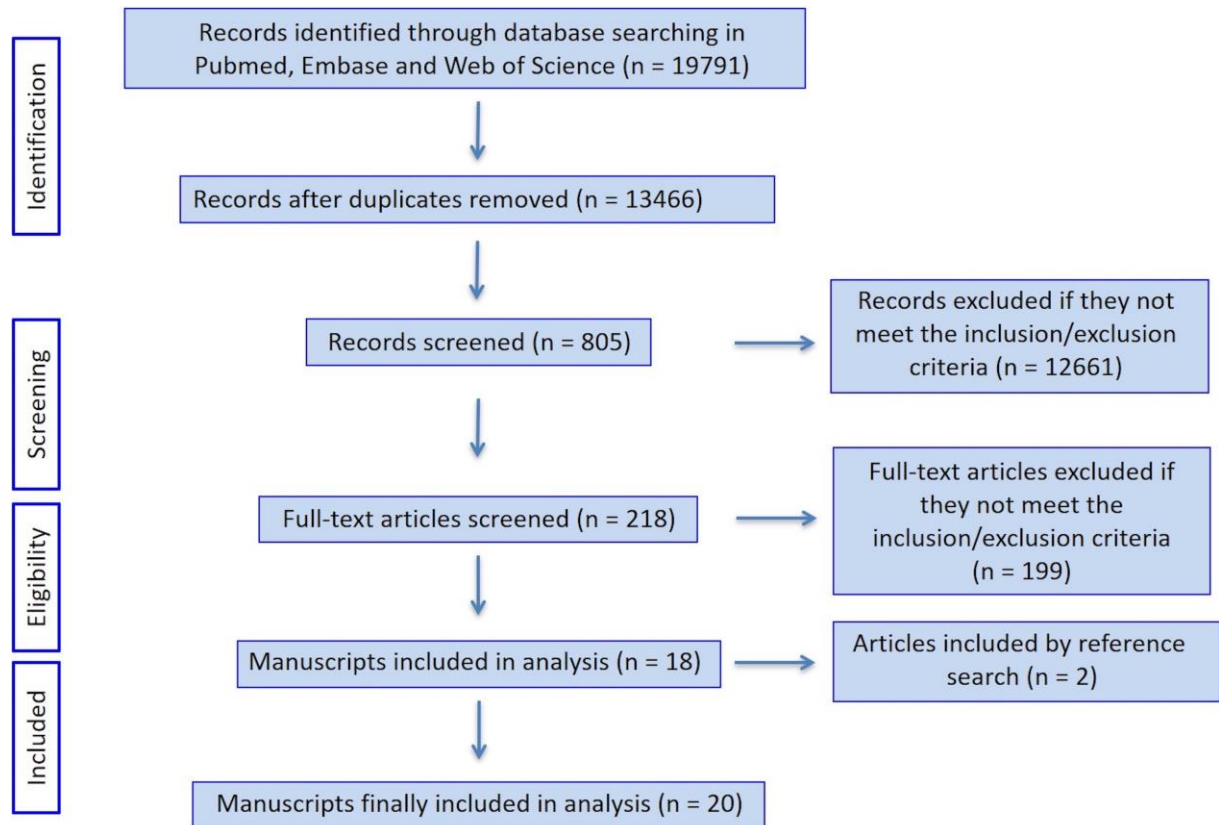 Identification
Records identified through database searching in
Pubmed, Embase and Web of Science (n = 19791)
Records after duplicates removed (n = 13466)
Screening
Records screened (n = 805)
Records excluded if they not
meet the inclusion/exclusion
criteria (n = 12661)
Eligibility
Full-text articles screened (n = 218)
Full-text articles excluded if
they not meet the
inclusion/exclusion criteria
(n = 199)
Included
Manuscripts included in analysis (n = 18)
Articles included by reference
search (n = 2)
Manuscripts finally included in analysis (n = 20)